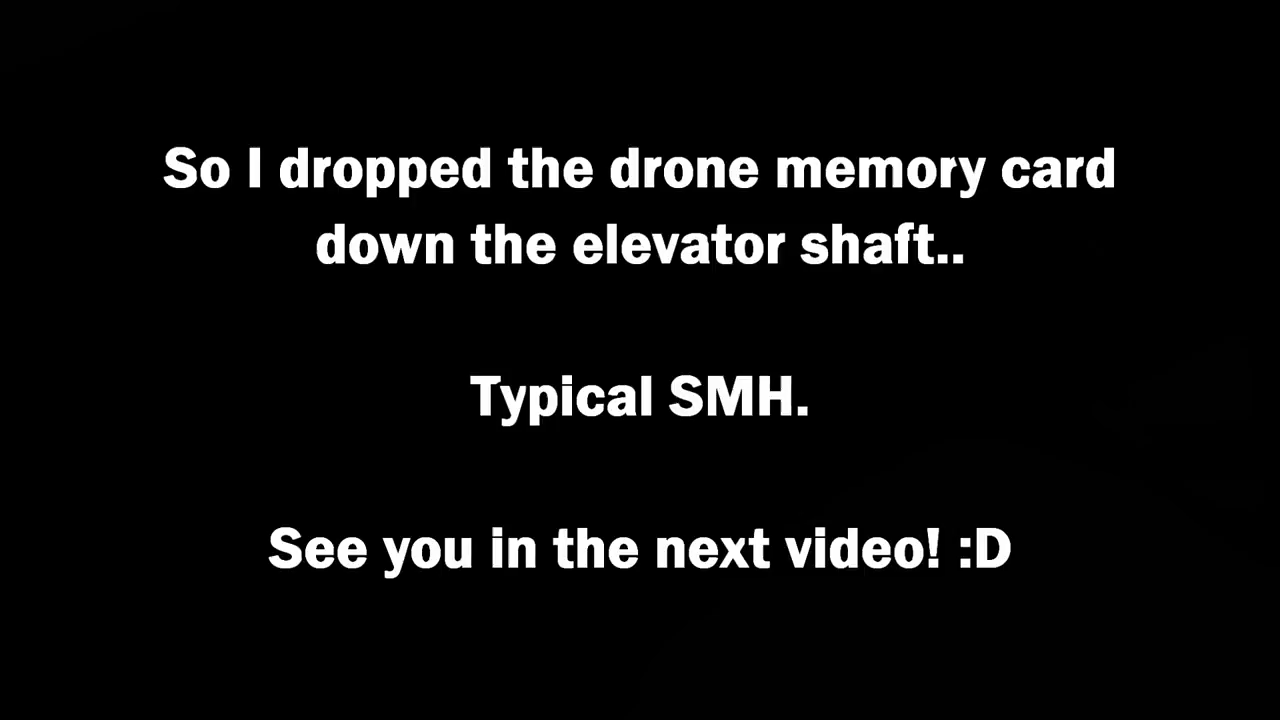 So I dropped the drone memory card
down the elevator shaft..
Typical SMH.
See you in the next video! :D